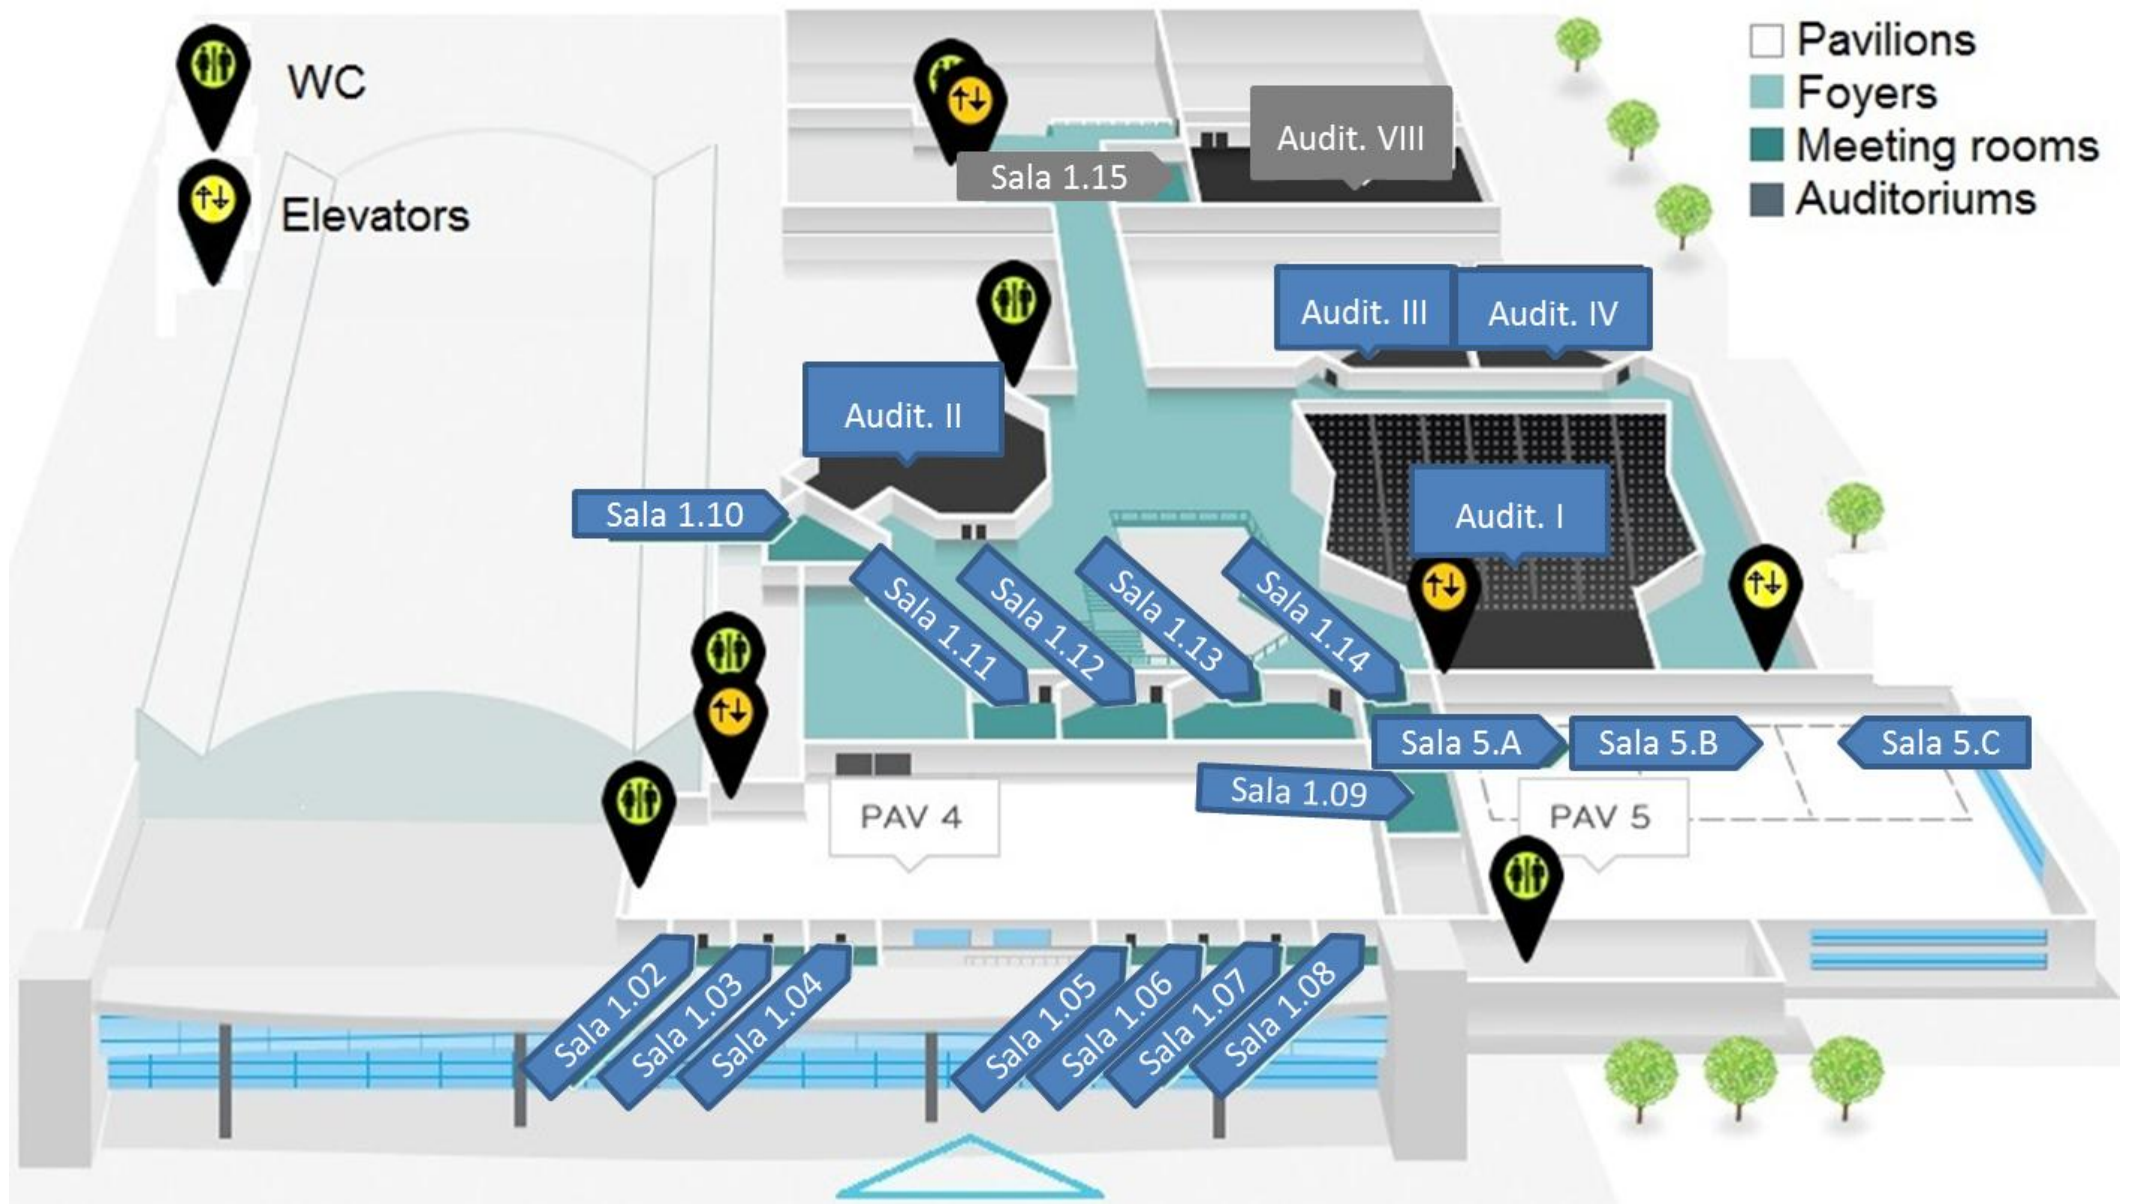 WC
Elevators
Pavilions
Foyers
Meeting rooms
Auditoriums
Audit. VIII
Sala 1.15
Audit. III
Audit. IV
Audit. II
Audit. I
Sala 1.10
Sala 1.11
Sala 1.12
Sala 1.13
Sala 1.14
Sala 5.A
Sala 5.B
Sala 5.C
Sala 1.09
PAV 4
PAV 5
Sala 1.02
Sala 1.03
Sala 1.04
Sala 1.05
Sala 1.06
Sala 1.07
Sala 1.08